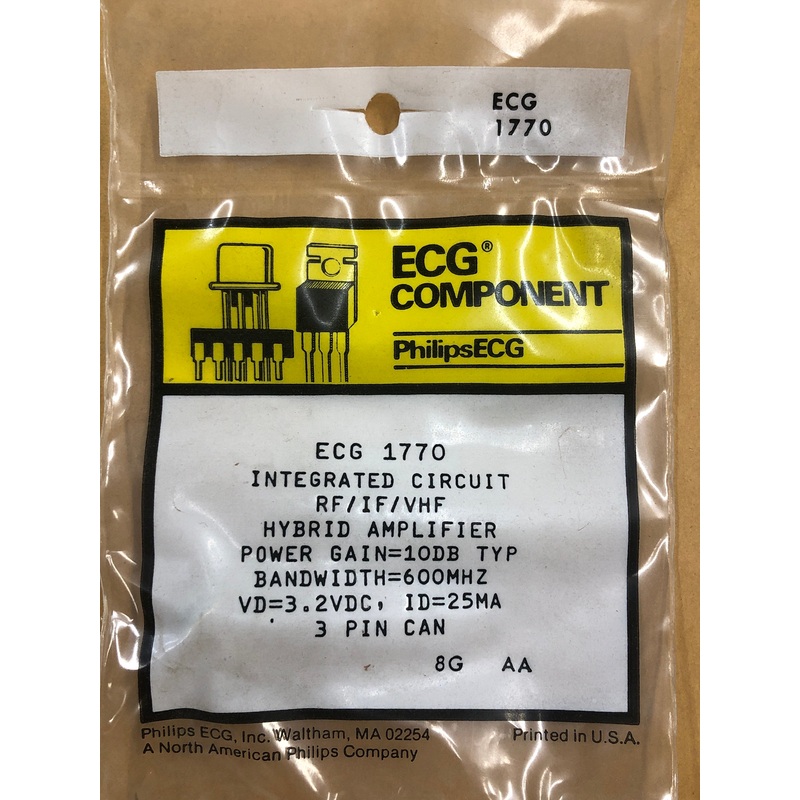 ECG
1770
ECG®
COMPONENT
PhilipsECG
ECG 1770
INTEGRATED CIRCUIT
RF/IF/VHF
HYBRID AMPLIFIER
POWER GAIN=10DB TYP
BANDWIDTH=600MHZ
VD=3.2VDC, ID=25MA
3 PIN CAN
8G AA
Philips ECG, Inc. Waltham, MA 02254 Printed in U.S.A.
A North American Philips Company